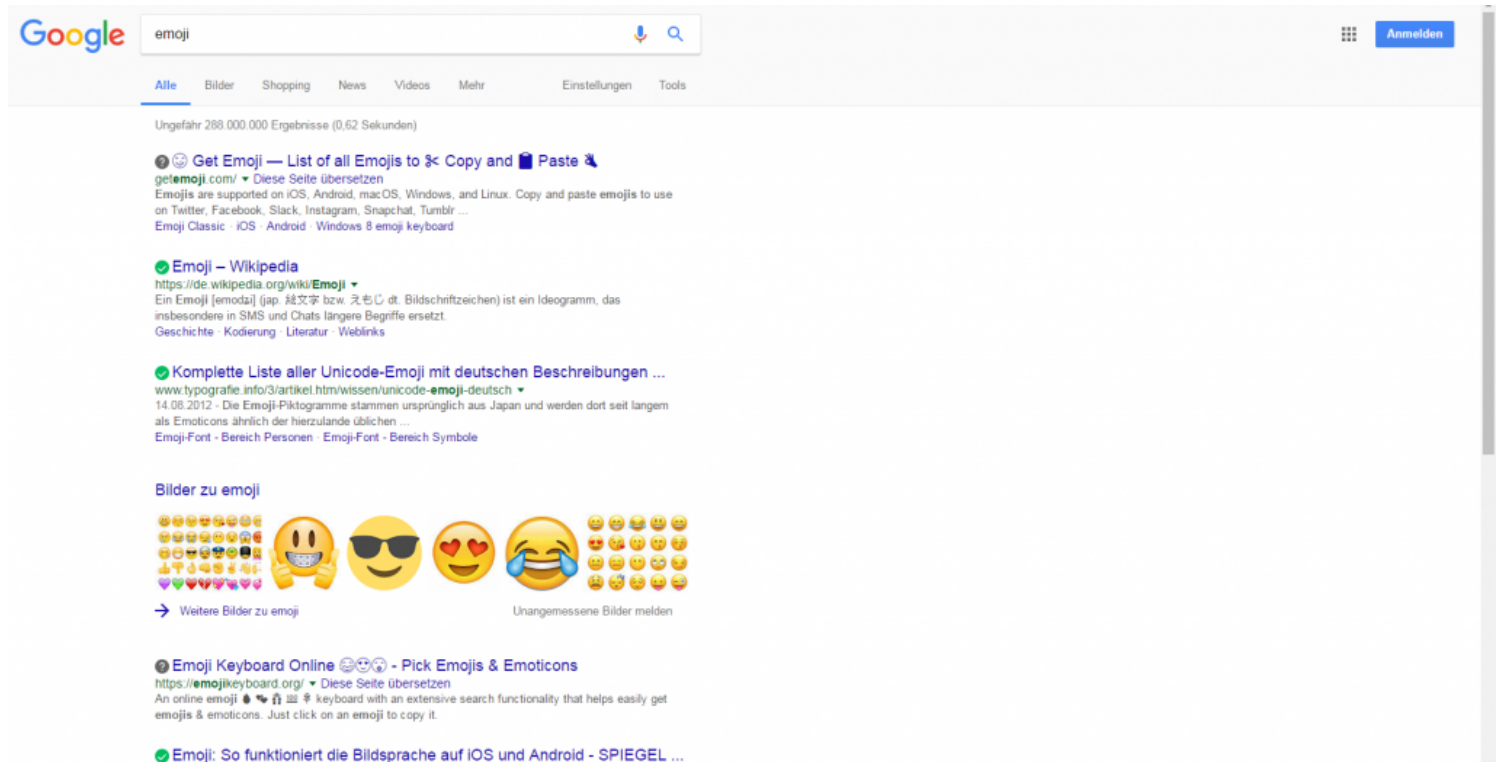 Google
emoji
Anmelden
Alle Bilder Shopping News Videos Mehr Einstellungen Tools
Ungefähr 288.000.000 Ergebnisse (0,62 Sekunden)
Get Emoji — List of all Emojis to ✂ Copy and 📋 Paste
getemoji.com/ ▼ Diese Seite übersetzen
Emojis are supported on iOS, Android, macOS, Windows, and Linux. Copy and paste emojis to use
on Twitter, Facebook, Slack, Instagram, Snapchat, Tumblr ...
Emoji Classic · iOS · Android · Windows 8 emoji keyboard
Emoji – Wikipedia
https://de.wikipedia.org/wiki/Emoji ▼
Ein Emoji [emodʑi] (jap. 絵文字 bzw. えもじ dt. Bildschriftzeichen) ist ein Ideogramm, das
insbesondere in SMS und Chats längere Begriffe ersetzt.
Geschichte · Kodierung · Literatur · Weblinks
Komplette Liste aller Unicode-Emoji mit deutschen Beschreibungen ...
www.typografie.info/3/artikel.htm/wissen/unicode-emoji-deutsch ▼
14.08.2012 - Die Emoji-Piktogramme stammen ursprünglich aus Japan und werden dort seit langem
als Emoticons ähnlich der hierzulande üblichen ...
Emoji-Font - Bereich Personen · Emoji-Font - Bereich Symbole
Bilder zu emoji
→ Weitere Bilder zu emoji Unangemessene Bilder melden
Emoji Keyboard Online - Pick Emojis & Emoticons
https://emojikeyboard.org/ ▼ Diese Seite übersetzen
An online emoji keyboard with an extensive search functionality that helps easily get
emojis & emoticons. Just click on an emoji to copy it.
Emoji: So funktioniert die Bildsprache auf iOS und Android - SPIEGEL ...